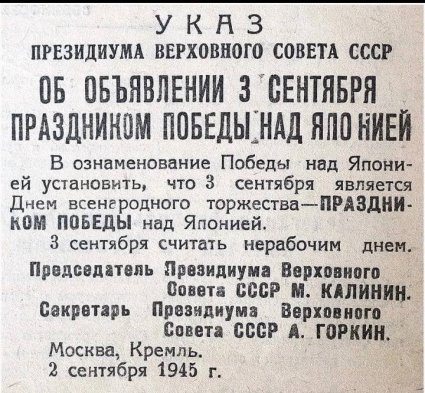 УКАЗ
ПРЕЗИДИУМА ВЕРХОВНОГО СОВЕТА СССР
ОБ ОБЪЯВЛЕНИИ 3 СЕНТЯБРЯ
ПРАЗДНИКОМ ПОБЕДЫ НАД ЯПОНИЕЙ
В ознаменование Победы над Япони-
ей установить, что 3 сентября является
Днем всенародного торжества—ПРАЗДНИ-
КОМ ПОБЕДЫ над Японией.
3 сентября считать нерабочим днем.
Председатель Президиума Верховного
Совета СССР М. КАЛИНИН.
Секретарь Президиума Верховного
Совета СССР А. ГОРКИН.
Москва, Кремль.
2 сентября 1945 г.